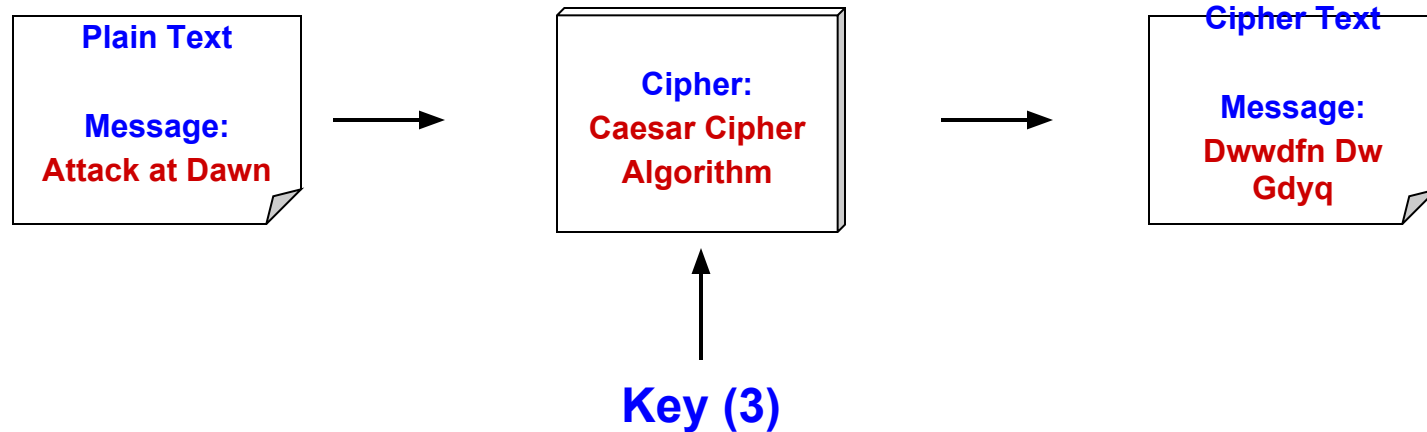 Plain Text
Message:
Attack at Dawn
Cipher:
Caesar Cipher
Algorithm
Cipher Text
Message:
Dwwdfn Dw
Gdyq
Key (3)